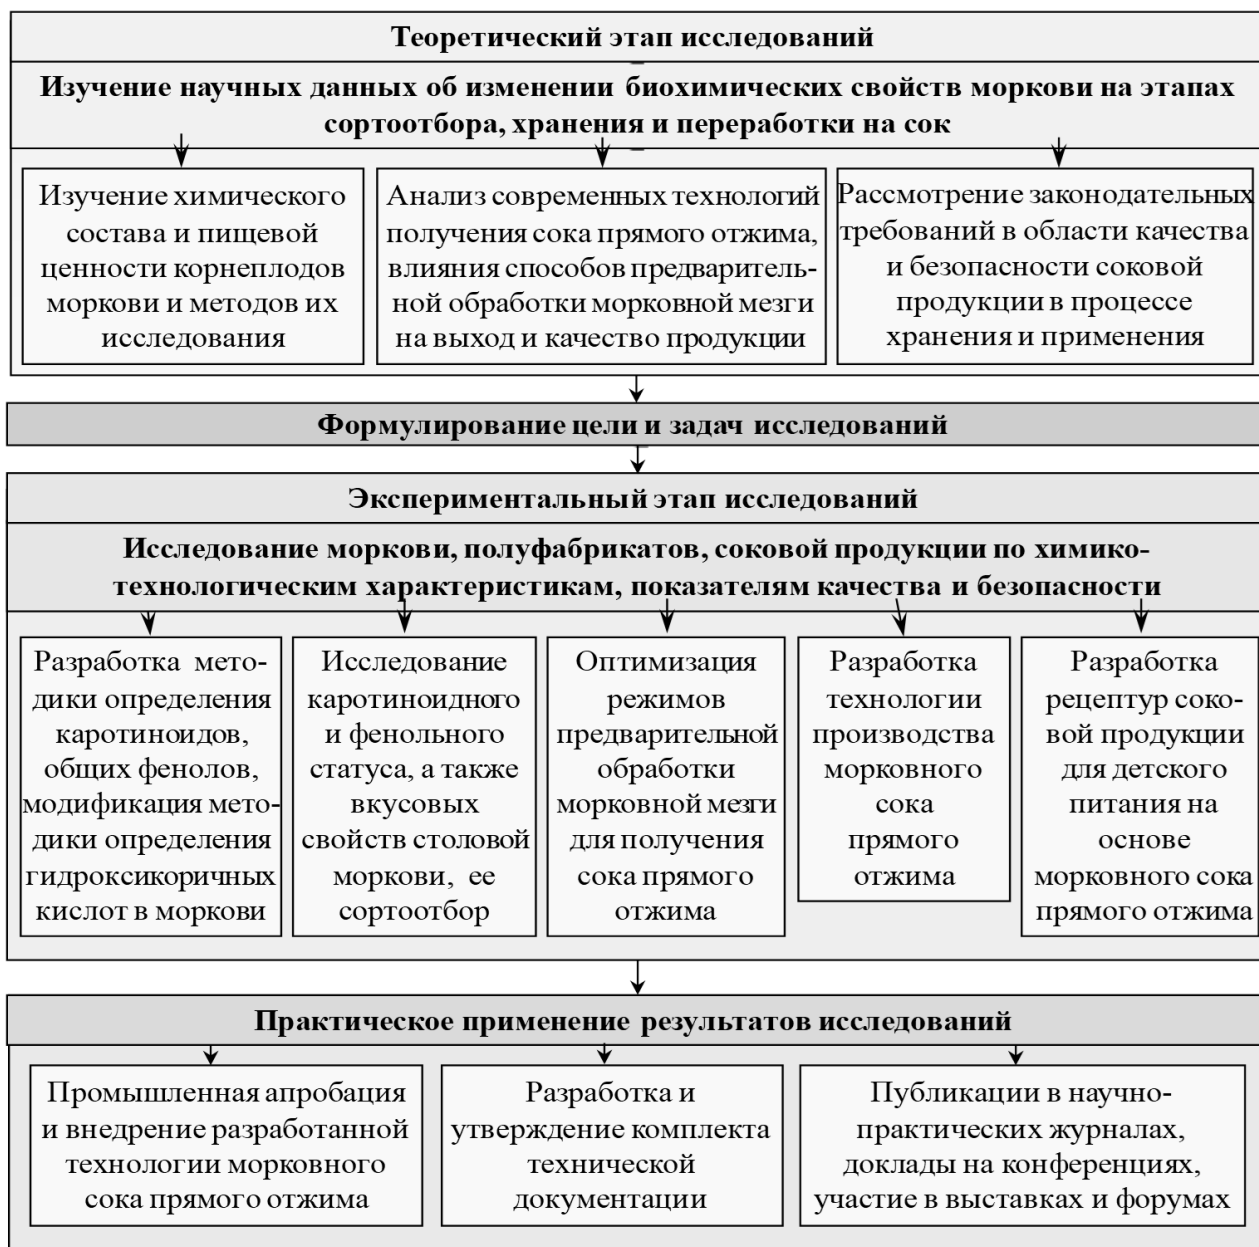 Теоретический этап исследований
Изучение научных данных об изменении биохимических свойств моркови на этапах
сортоотбора, хранения и переработки на сок
Изучение химического
состава и пищевой
ценности корнеплодов
моркови и методов их
исследования
Анализ современных технологий
получения сока прямого отжима,
влияния способов предваритель-
ной обработки морковной мезги
на выход и качество продукции
Рассмотрение законодательных
требований в области качества
и безопасности соковой
продукции в процессе
хранения и применения
Формулирование цели и задач исследований
Экспериментальный этап исследований
Исследование моркови, полуфабрикатов, соковой продукции по химико-
технологическим характеристикам, показателям качества и безопасности
Разработка мето-
дики определения
каротиноидов,
общих фенолов,
модификация мето-
дики определения
гидроксикоричных
кислот в моркови
Исследование
каротиноидного
и фенольного
статуса, а также
вкусовых
свойств столовой
моркови, ее
сортоотбор
Оптимизация
режимов
предварительной
обработки
морковной мезги
для получения
сока прямого
отжима
Разработка
технологии
производства
морковного
сока
прямого
отжима
Разработка
рецептур соко-
вой продукции
для детского
питания на
основе
морковного сока
прямого отжима
Практическое применение результатов исследований
Промышленная апробация
и внедрение разработанной
технологии морковного
сока прямого отжима
Разработка и
утверждение комплекта
технической
документации
Публикации в научно-
практических журналах,
доклады на конференциях,
участие в выставках и форумах